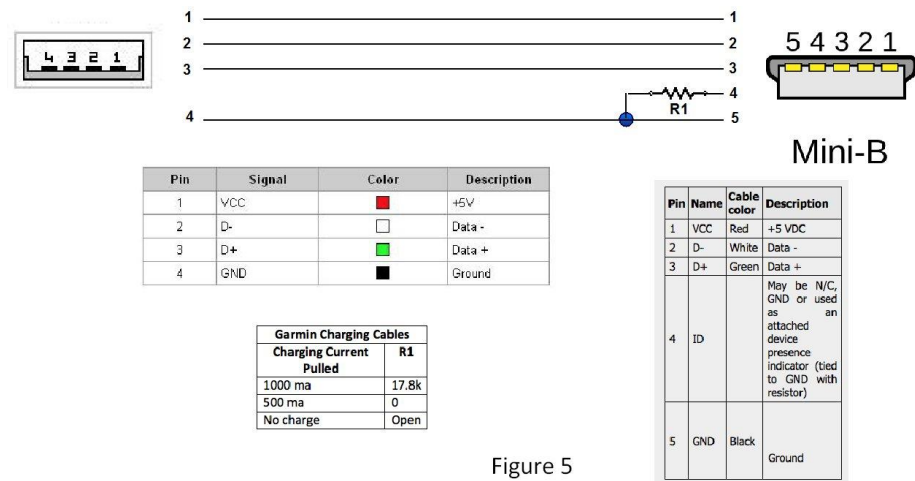 1 1
2 2
3 3
4
R1
4 5
4 3 2 1
5 4 3 2 1
Mini-B
Pin Signal Color Description
1 VCC +5V
2 D- Data -
3 D+ Data +
4 GND Ground
Garmin Charging Cables
Charging Current R1
Pulled
1000 ma 17.8k
500 ma 0
No charge Open
Pin Name Cable Description
color
1 VCC Red +5 VDC
2 D- White Data -
3 D+ Green Data +
4 ID
May be N/C,
GND or used
as an
attached
device
presence
indicator (tied
to GND with
resistor)
5 GND Black
Ground
Figure 5